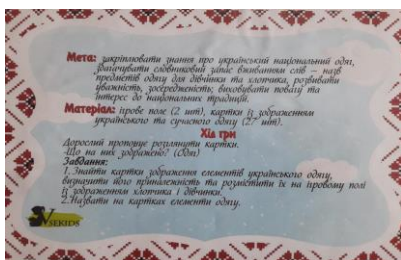 Мета: закріплювати знання про український національний одяг,
збагачувати словниковий запас вживанням слів – назв
предметів одягу для дівчинки та хлопчика, розвивати
уважність, зосередженість; виховувати повагу та
інтерес до національних традицій.
Матеріал: ігрове поле (2 шт), картки із зображенням
українського та сучасного одягу (27 шт).
Хід гри
Дорослий пропонує розглянути картки.
-Що на них зображено? (одяг)
Завдання:
1. Знайти картки зображення елементів українського одягу,
визначити його приналежність та розмістити їх на ігровому полі
із зображенням хлопчика і дівчинки.
2.Назвати на картках елементи одягу.
VSEKIDS